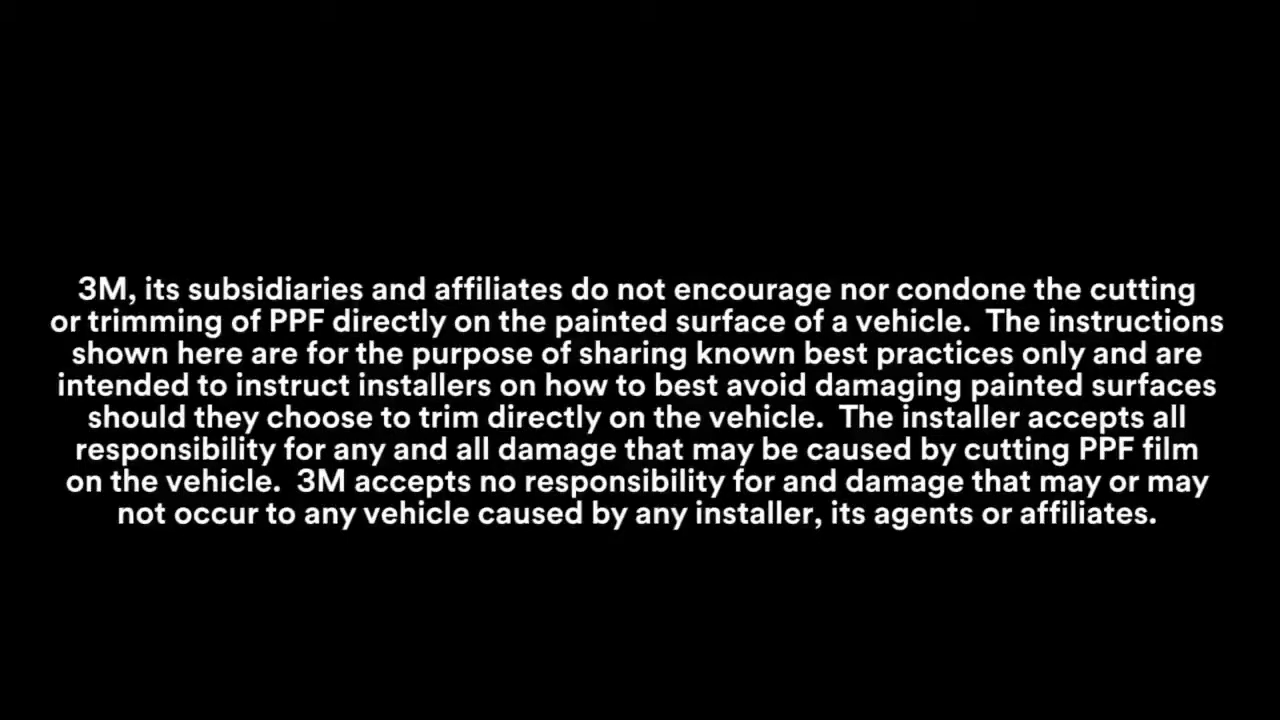 3M, its subsidiaries and affiliates do not encourage nor condone the cutting
or trimming of PPF directly on the painted surface of a vehicle.  The instructions
shown here are for the purpose of sharing known best practices only and are
intended to instruct installers on how to best avoid damaging painted surfaces
should they choose to trim directly on the vehicle.  The installer accepts all
responsibility for any and all damage that may be caused by cutting PPF film
on the vehicle.  3M accepts no responsibility for and damage that may or may
not occur to any vehicle caused by any installer, its agents or affiliates.